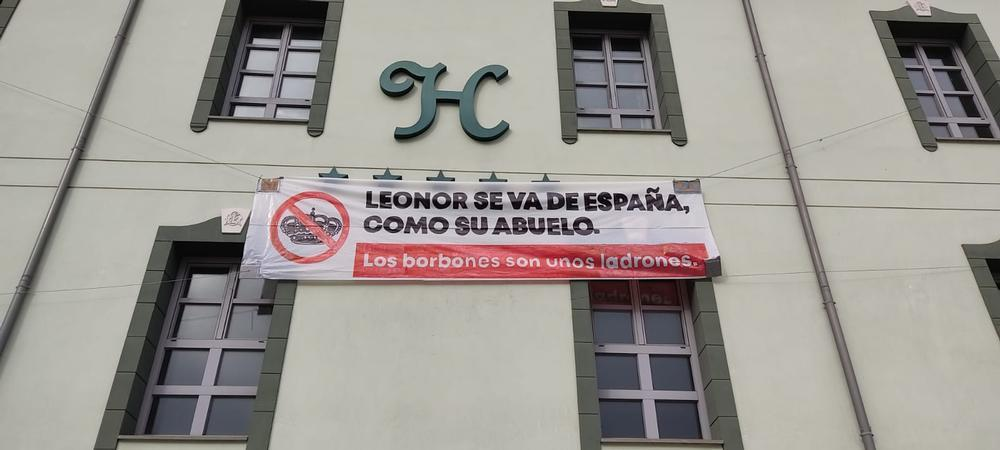 H
LEONOR SE VA DE ESPAÑA,
COMO SU ABUELO.
Los borbones son unos ladrones.